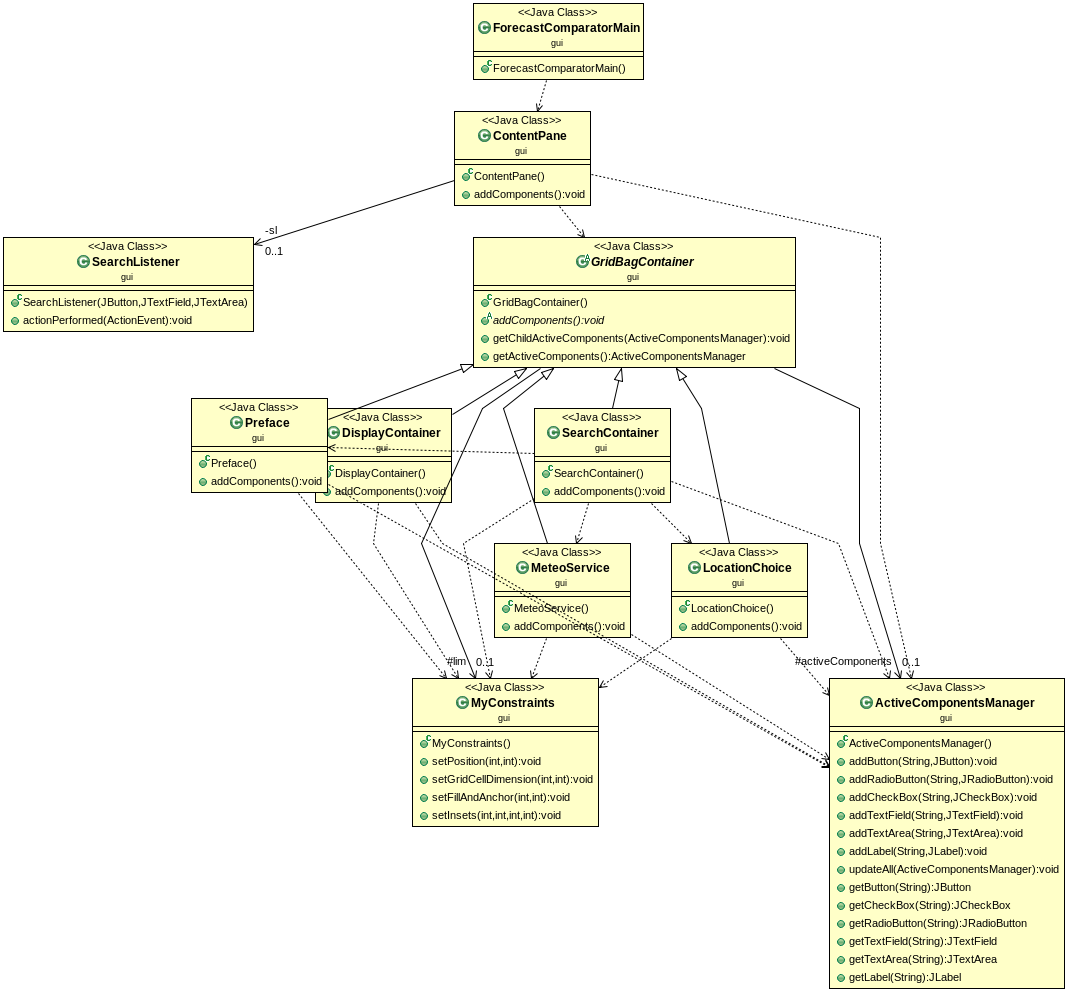 <<Java Class>>
ForecastComparatorMain
gui
ForecastComparatorMain()
<<Java Class>>
ContentPane
gui
ContentPane()
addComponents():void
-sl
0..1
<<Java Class>>
SearchListener
gui
SearchListener(JButton,JTextField,JTextArea)
actionPerformed(ActionEvent):void
<<Java Class>>
GridBagContainer
gui
GridBagContainer()
addComponents():void
getChildActiveComponents(ActiveComponentsManager):void
getActiveComponents():ActiveComponentsManager
<<Java Class>>
Preface
gui
Preface()
addComponents():void
<<Java Class>>
DisplayContainer
gui
DisplayContainer()
addComponents():void
<<Java Class>>
SearchContainer
gui
SearchContainer()
addComponents():void
<<Java Class>>
MeteoService
gui
MeteoService()
addComponents():void
<<Java Class>>
LocationChoice
gui
LocationChoice()
addComponents():void
#lim
0..1
#activeComponents
0..1
<<Java Class>>
MyConstraints
gui
MyConstraints()
setPosition(int,int):void
setGridCellDimension(int,int):void
setFillAndAnchor(int,int):void
setInsets(int,int,int,int):void
<<Java Class>>
ActiveComponentsManager
gui
ActiveComponentsManager()
addButton(String,JButton):void
addRadioButton(String,JRadioButton):void
addCheckBox(String,JCheckBox):void
addTextField(String,JTextField):void
addTextArea(String,JTextArea):void
addLabel(String,JLabel):void
updateAll(ActiveComponentsManager):void
getButton(String):JButton
getCheckBox(String):JCheckBox
getRadioButton(String):JRadioButton
getTextField(String):JTextField
getTextArea(String):JTextArea
getLabel(String):JLabel